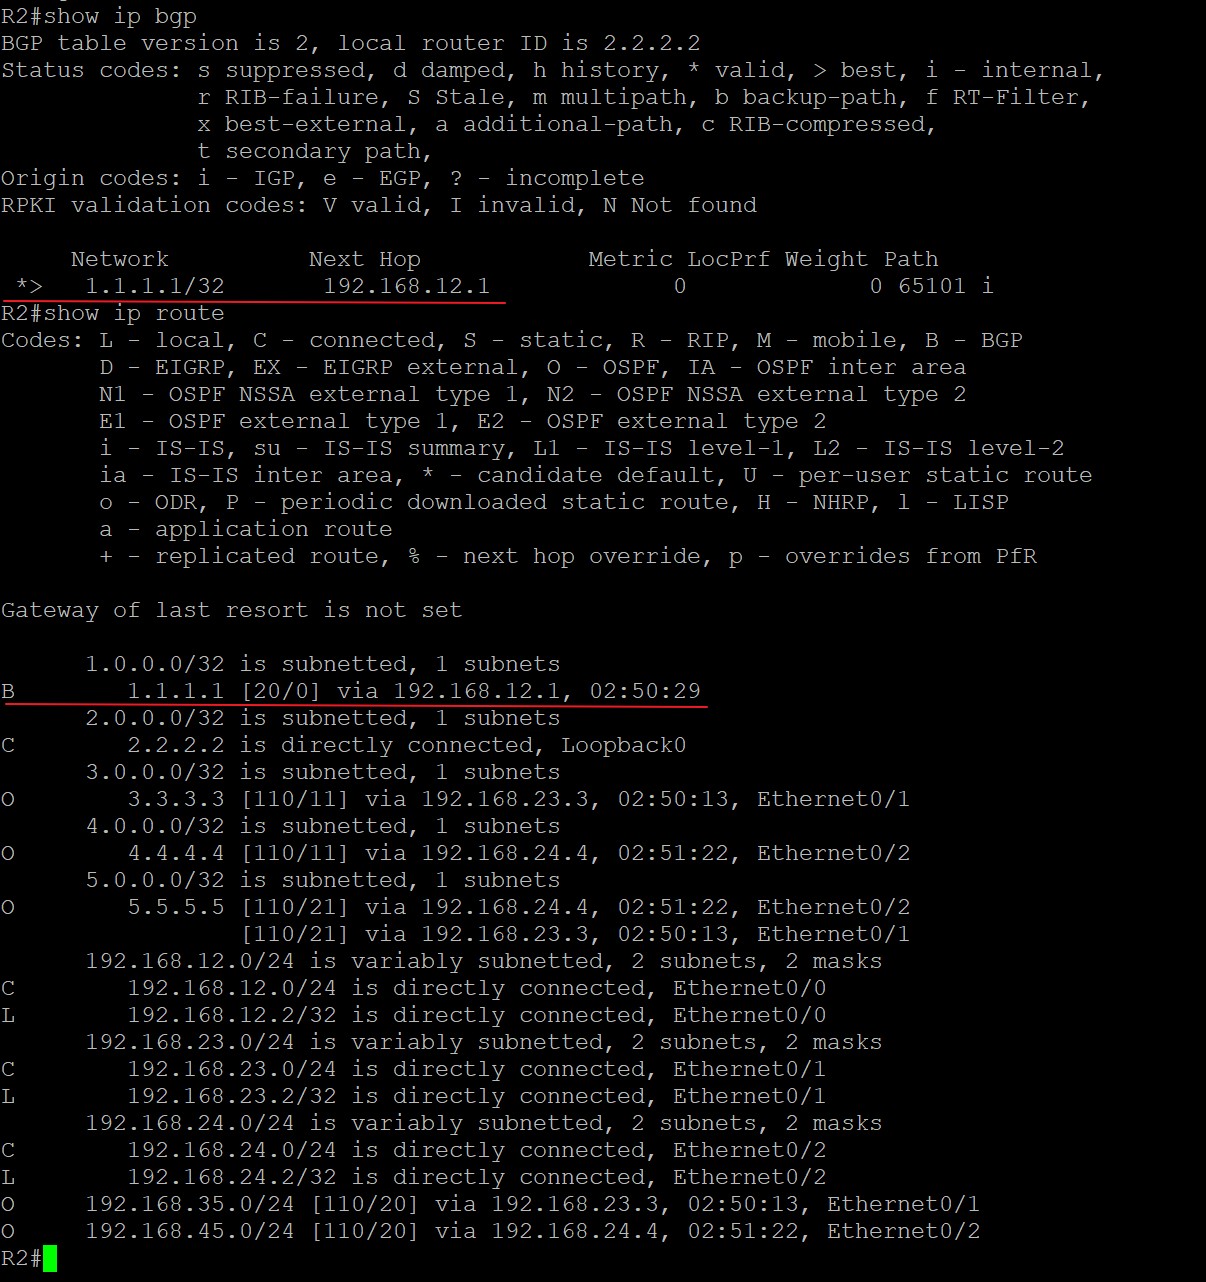 R2#show ip bgp
BGP table version is 2, local router ID is 2.2.2.2
Status codes: s suppressed, d damped, h history, * valid, > best, i - internal,
              r RIB-failure, S Stale, m multipath, b backup-path, f RT-Filter,
              x best-external, a additional-path, c RIB-compressed,
              t secondary path,
Origin codes: i - IGP, e - EGP, ? - incomplete
RPKI validation codes: V valid, I invalid, N Not found

     Network          Next Hop            Metric LocPrf Weight Path
 *>   1.1.1.1/32       192.168.12.1             0             0 65101 i
R2#show ip route
Codes: L - local, C - connected, S - static, R - RIP, M - mobile, B - BGP
       D - EIGRP, EX - EIGRP external, O - OSPF, IA - OSPF inter area
       N1 - OSPF NSSA external type 1, N2 - OSPF NSSA external type 2
       E1 - OSPF external type 1, E2 - OSPF external type 2
       i - IS-IS, su - IS-IS summary, L1 - IS-IS level-1, L2 - IS-IS level-2
       ia - IS-IS inter area, * - candidate default, U - per-user static route
       o - ODR, P - periodic downloaded static route, H - NHRP, l - LISP
       a - application route
       + - replicated route, % - next hop override, p - overrides from PfR

Gateway of last resort is not set

      1.0.0.0/32 is subnetted, 1 subnets
B        1.1.1.1 [20/0] via 192.168.12.1, 02:50:29
      2.0.0.0/32 is subnetted, 1 subnets
C        2.2.2.2 is directly connected, Loopback0
      3.0.0.0/32 is subnetted, 1 subnets
O        3.3.3.3 [110/11] via 192.168.23.3, 02:50:13, Ethernet0/1
      4.0.0.0/32 is subnetted, 1 subnets
O        4.4.4.4 [110/11] via 192.168.24.4, 02:51:22, Ethernet0/2
      5.0.0.0/32 is subnetted, 1 subnets
O        5.5.5.5 [110/21] via 192.168.24.4, 02:51:22, Ethernet0/2
                 [110/21] via 192.168.23.3, 02:50:13, Ethernet0/1
      192.168.12.0/24 is variably subnetted, 2 subnets, 2 masks
C        192.168.12.0/24 is directly connected, Ethernet0/0
L        192.168.12.2/32 is directly connected, Ethernet0/0
      192.168.23.0/24 is variably subnetted, 2 subnets, 2 masks
C        192.168.23.0/24 is directly connected, Ethernet0/1
L        192.168.23.2/32 is directly connected, Ethernet0/1
      192.168.24.0/24 is variably subnetted, 2 subnets, 2 masks
C        192.168.24.0/24 is directly connected, Ethernet0/2
L        192.168.24.2/32 is directly connected, Ethernet0/2
O     192.168.35.0/24 [110/20] via 192.168.23.3, 02:50:13, Ethernet0/1
O     192.168.45.0/24 [110/20] via 192.168.24.4, 02:51:22, Ethernet0/2
R2#